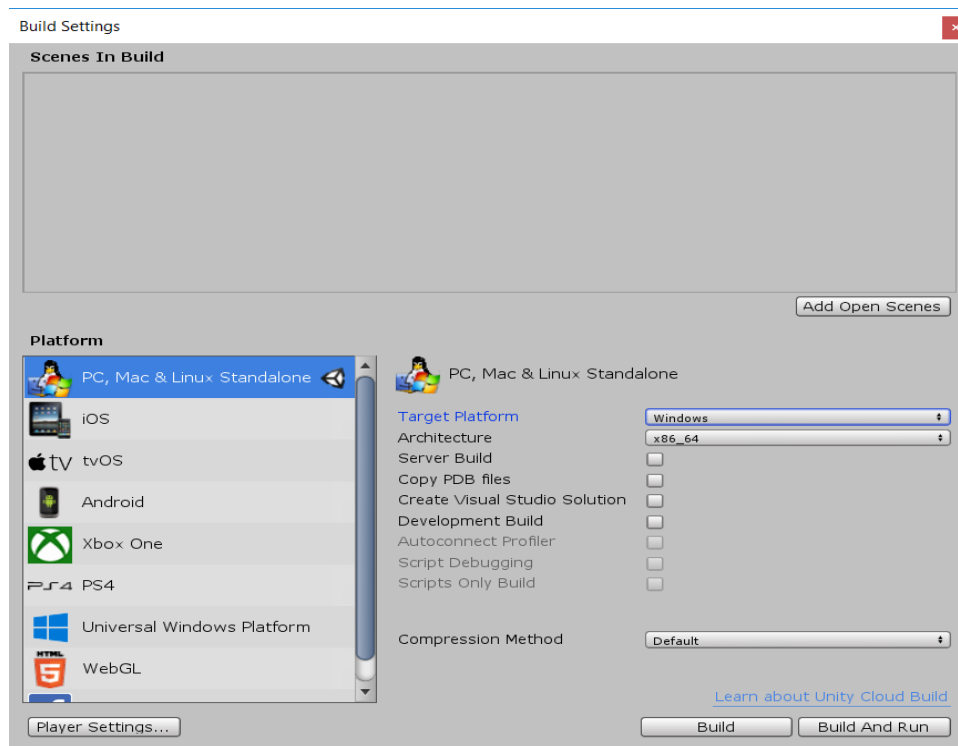 Build Settings
Scenes In Build
Add Open Scenes
Platform
PC, Mac & Linux Standalone
iOS
tv tvOS
Android
Xbox One
PS4 PS4
Universal Windows Platform
HTML 5 WebGL
PC, Mac & Linux Standalone
Target Platform Windows
Architecture x86_64
Server Build
Copy PDB files
Create Visual Studio Solution
Development Build
Autoconnect Profiler
Script Debugging
Scripts Only Build
Compression Method Default
Learn about Unity Cloud Build
Player Settings... Build Build And Run